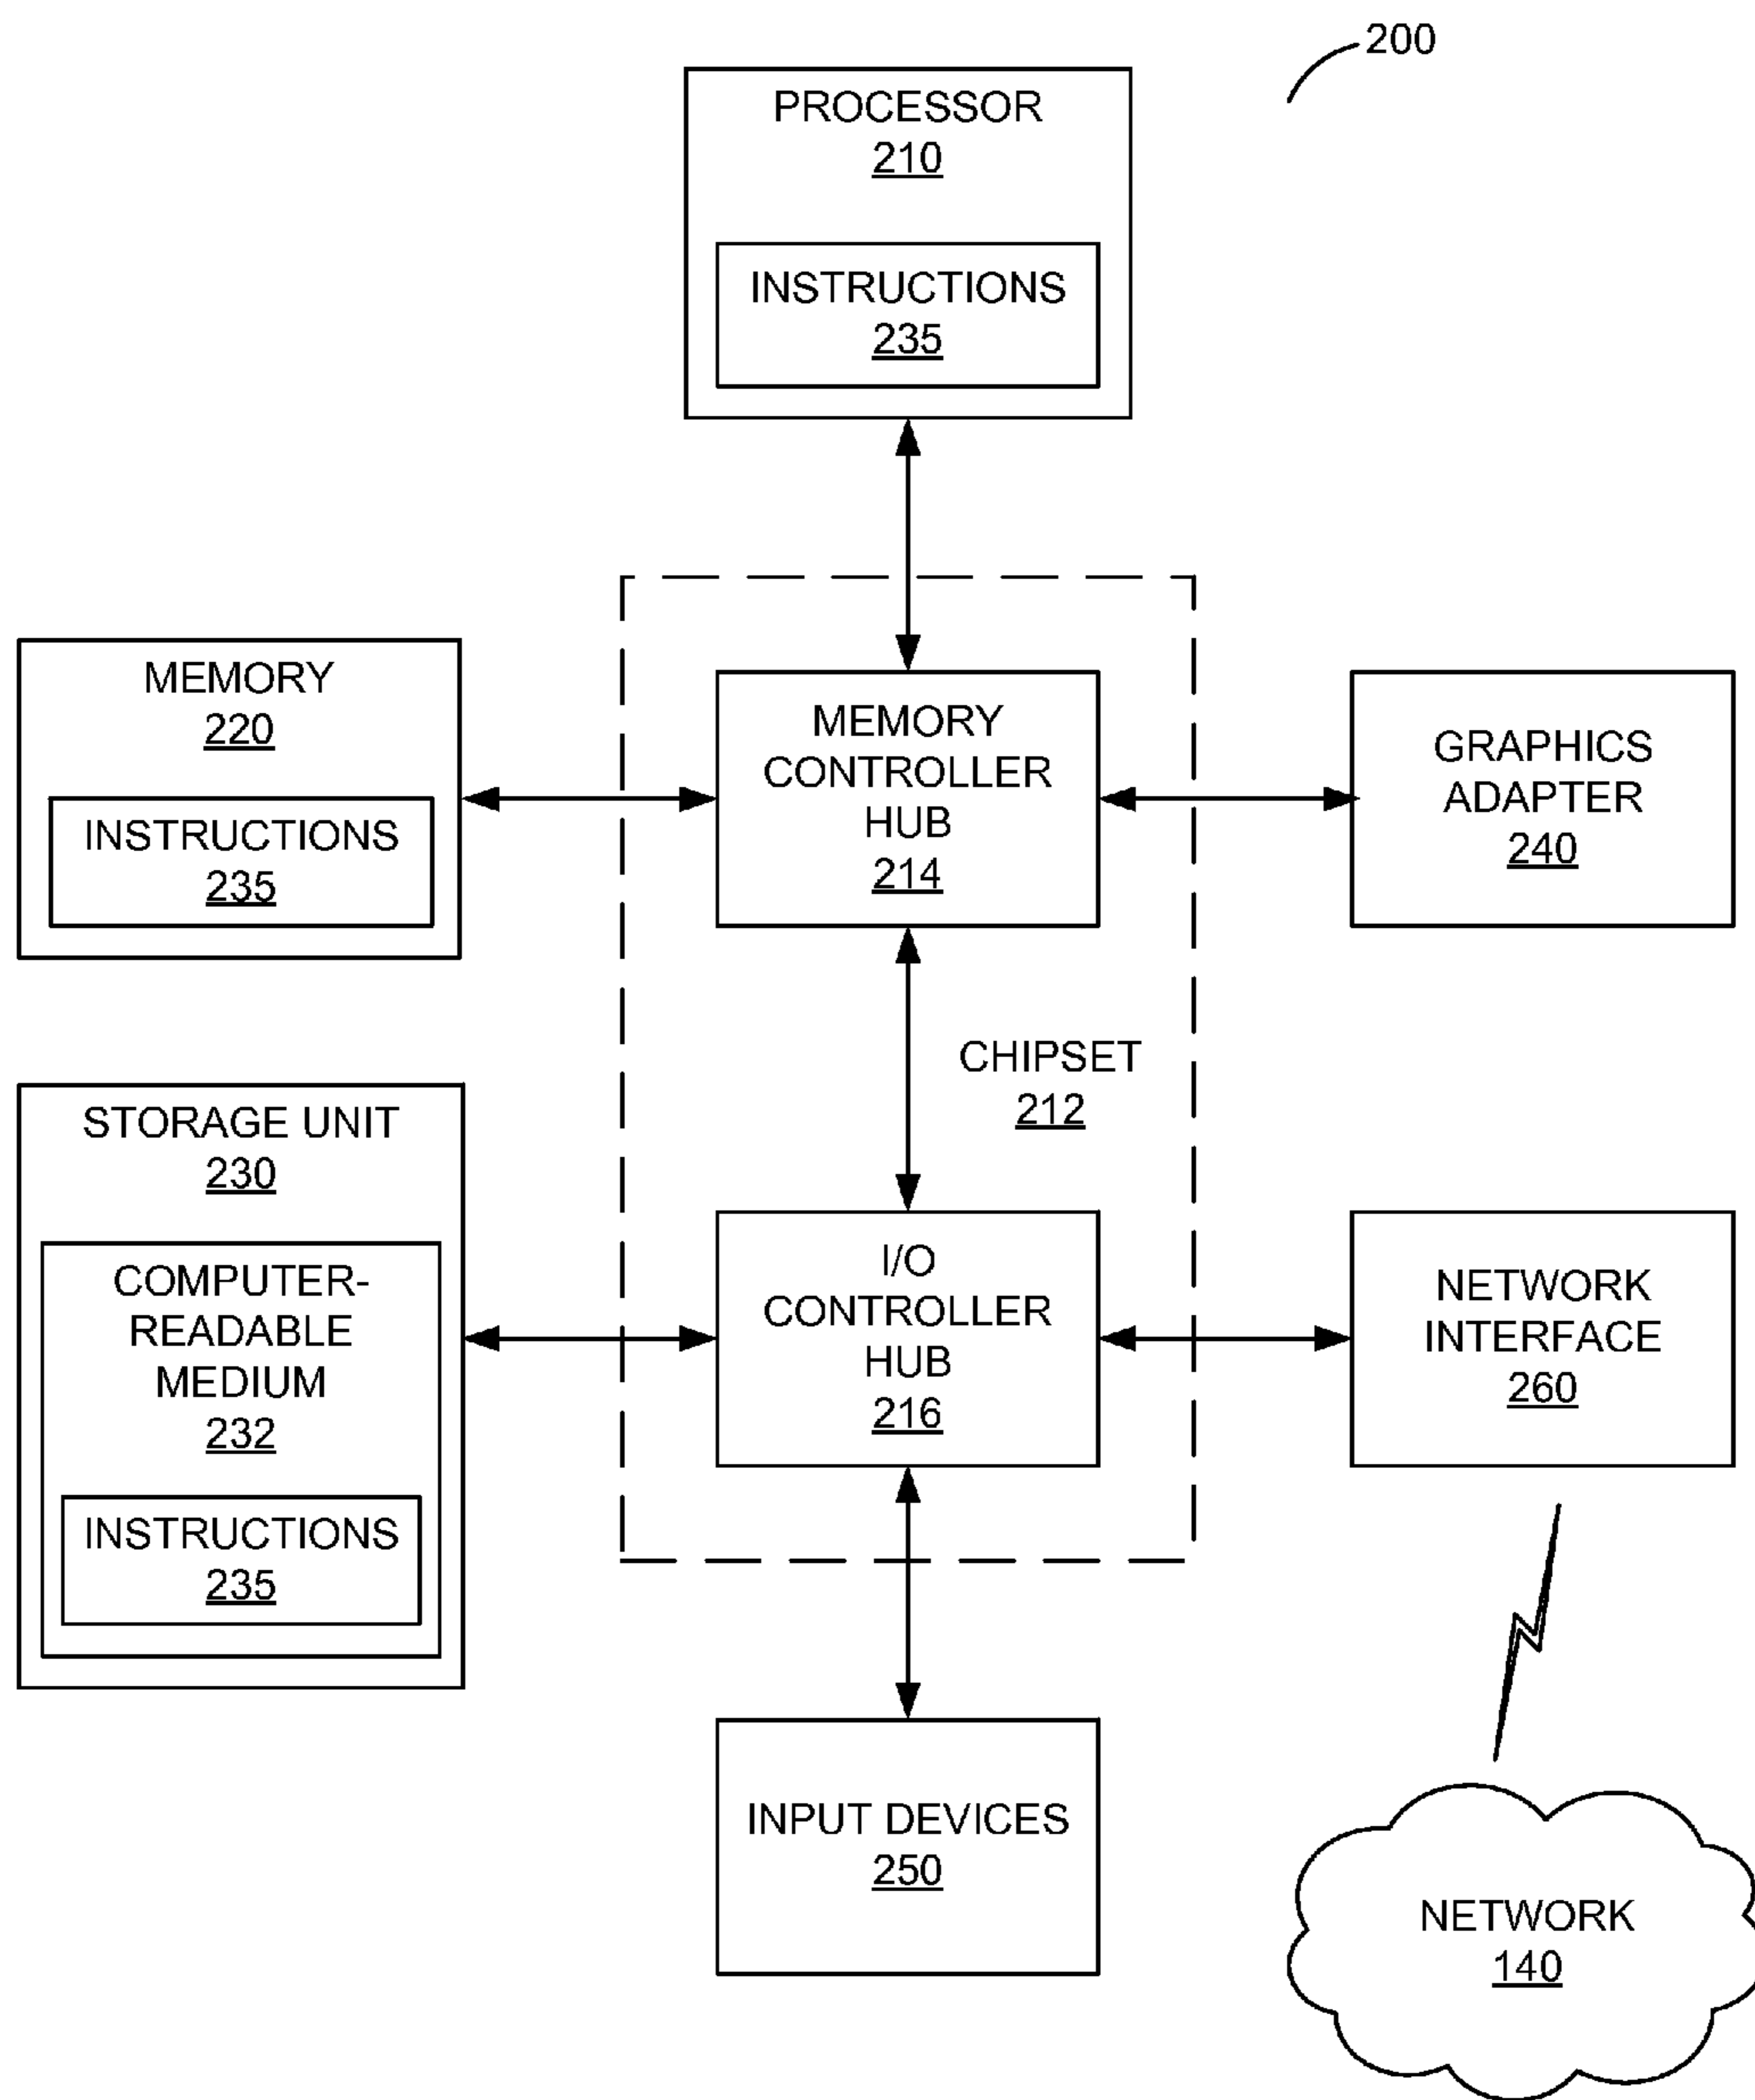 200
PROCESSOR
210
INSTRUCTIONS
235
MEMORY
220
INSTRUCTIONS
235
MEMORY
CONTROLLER
HUB
214
GRAPHICS
ADAPTER
240
CHIPSET
212
STORAGE UNIT
230
COMPUTER-
READABLE
MEDIUM
232
INSTRUCTIONS
235
I/O
CONTROLLER
HUB
216
NETWORK
INTERFACE
260
INPUT DEVICES
250
NETWORK
140